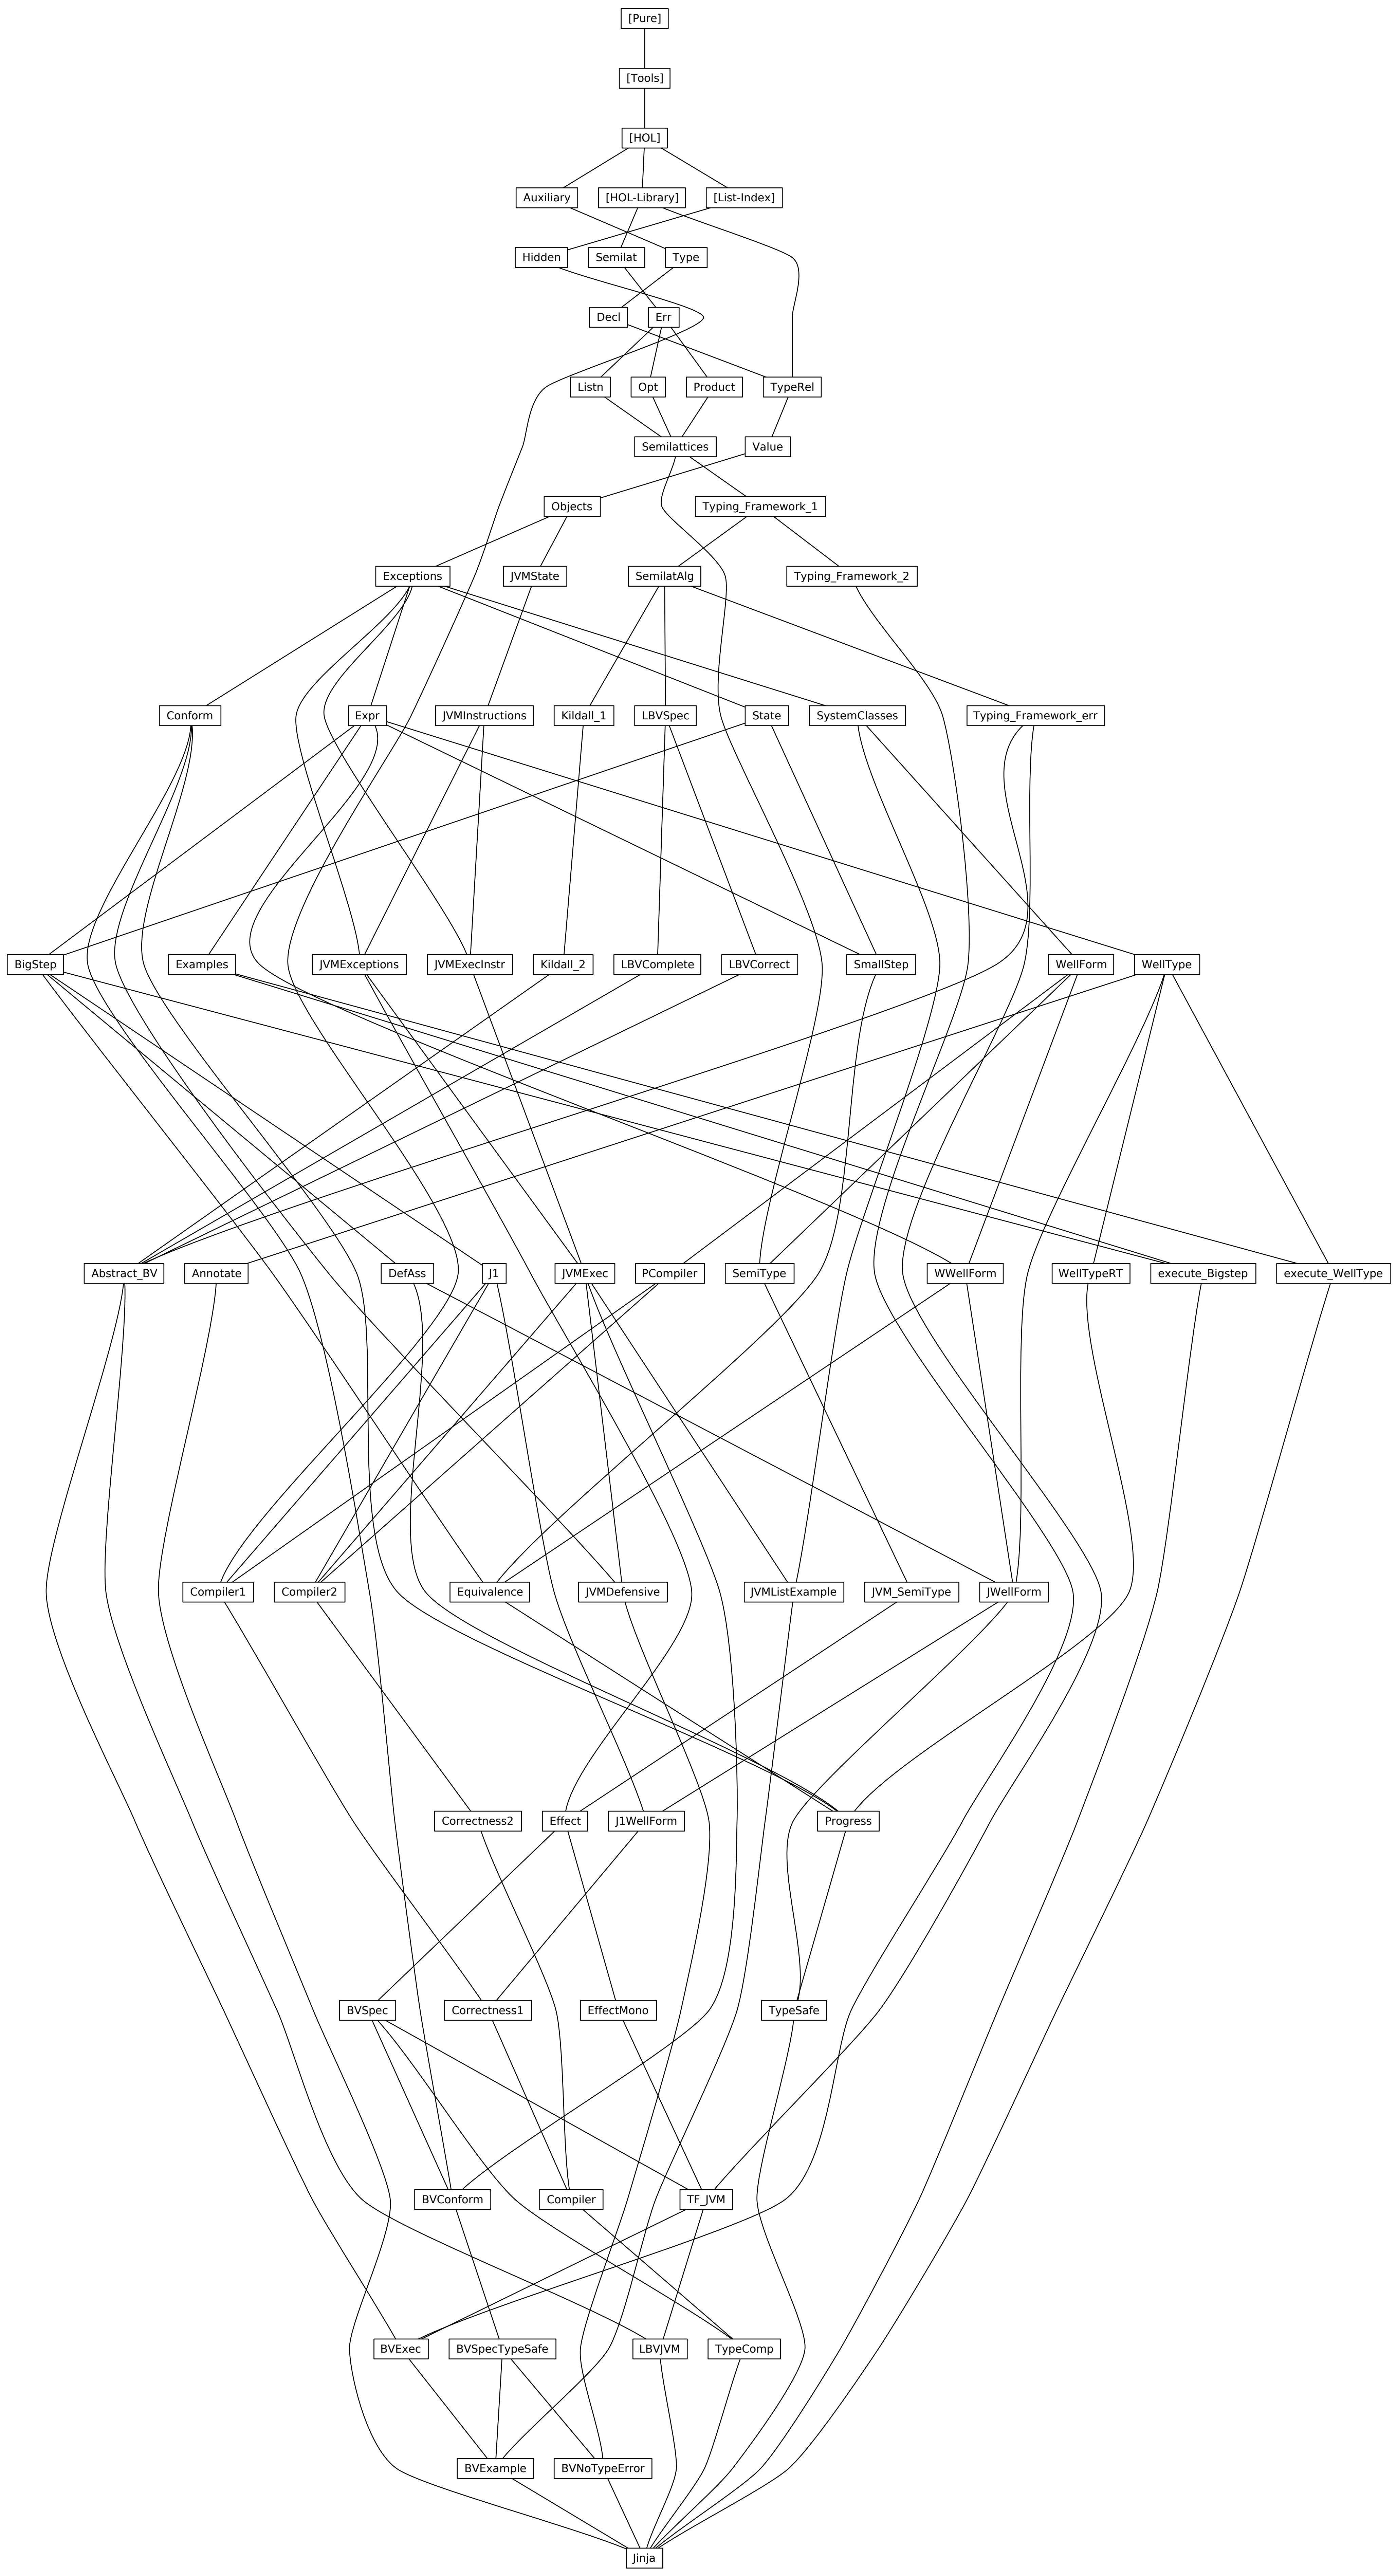 [Pure]
[Tools]
[HOL]
Auxiliary
[HOL-Library]
[List-Index]
Hidden
Semilat
Type
Decl
Err
Listn
Opt
Product
TypeRel
Semilattices
Value
Objects
Typing_Framework_1
Exceptions
JVMState
SemilatAlg
Typing_Framework_2
Conform
Expr
JVMInstructions
Kildall_1
LBVSpec
State
SystemClasses
Typing_Framework_err
BigStep
Examples
JVMExceptions
JVMExecInstr
Kildall_2
LBVComplete
LBVCorrect
SmallStep
WellForm
WellType
Abstract_BV
Annotate
DefAss
J1
JVMExec
PCompiler
SemiType
WWellForm
WellTypeRT
execute_Bigstep
execute_WellType
Compiler1
Compiler2
Equivalence
JVMDefensive
JVMListExample
JVM_SemiType
JWellForm
Correctness2
Effect
J1WellForm
Progress
BVSpec
Correctness1
EffectMono
TypeSafe
BVConform
Compiler
TF_JVM
BVExec
BVSpecTypeSafe
LBVJVM
TypeComp
BVExample
BVNoTypeError
Jinja